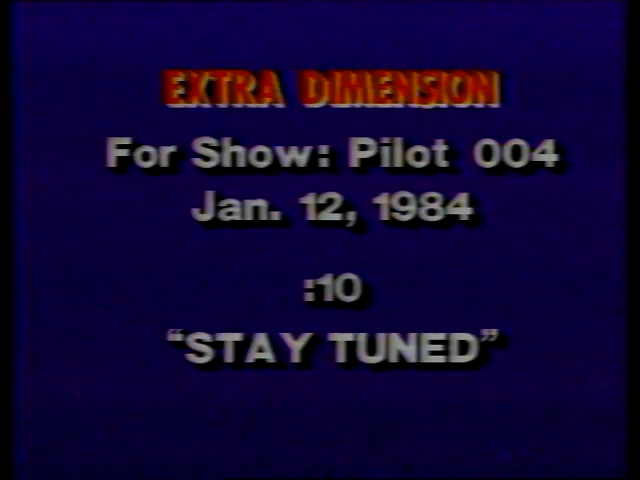 EXTRA DIMENSION
For Show: Pilot 004
Jan. 12, 1984
:10
“STAY TUNED”